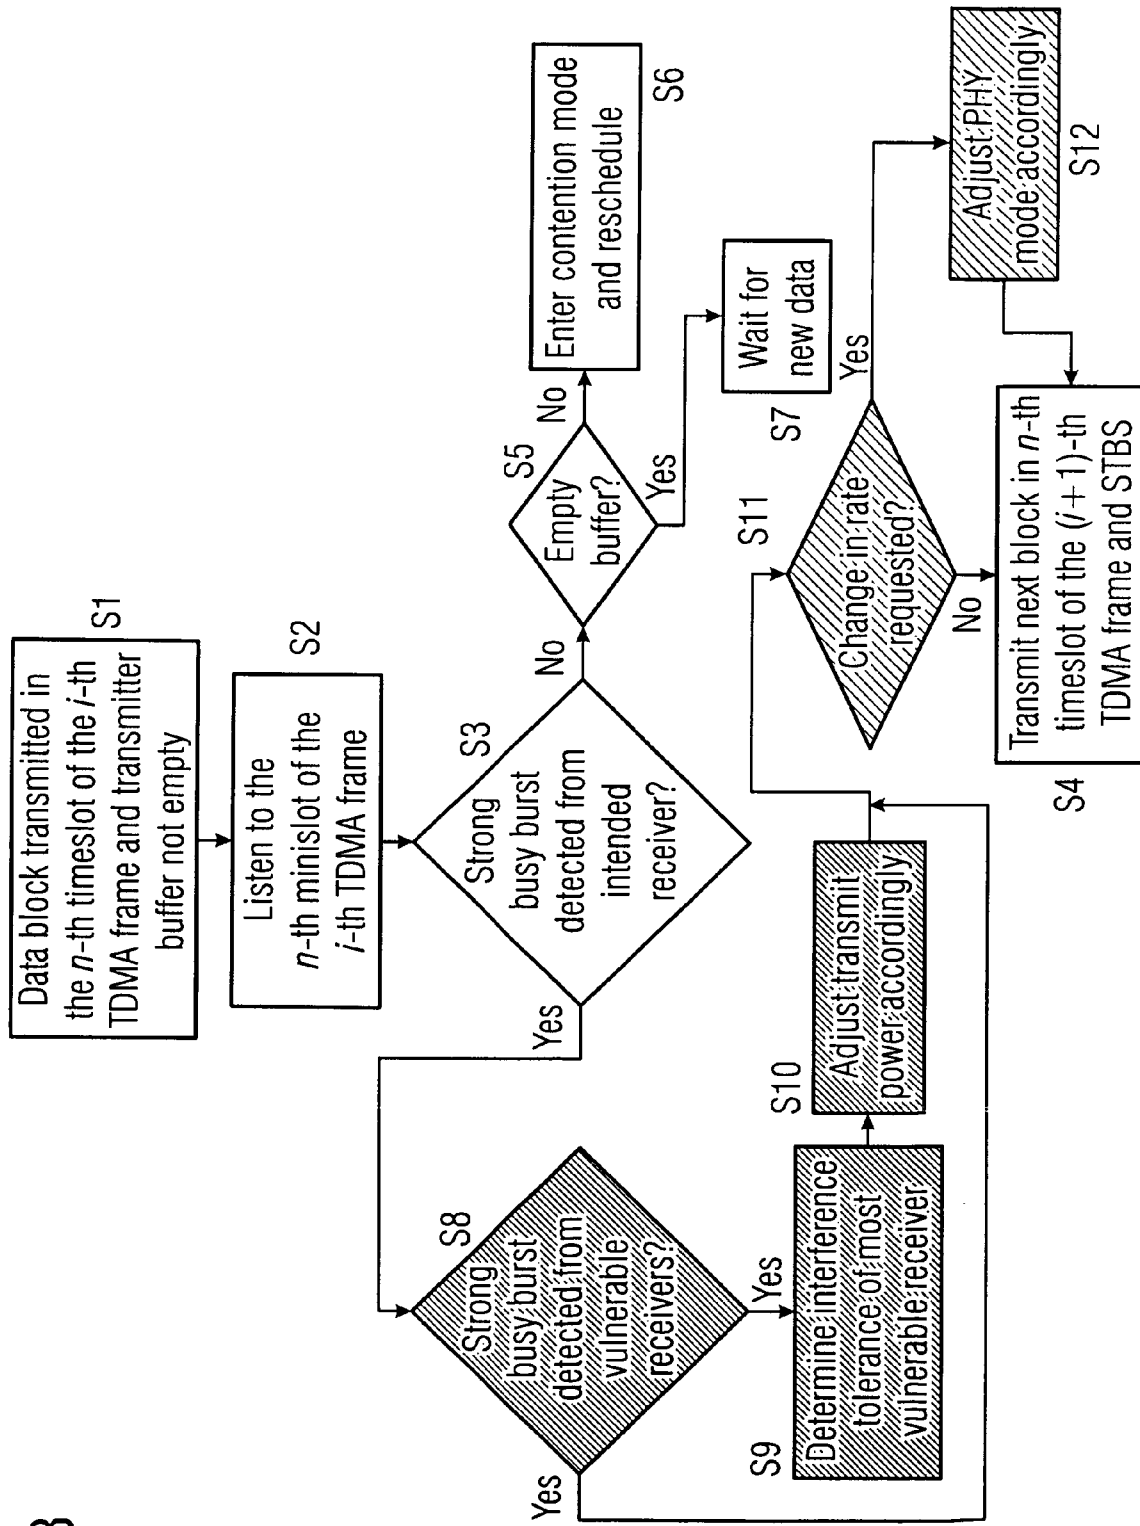 Data block transmitted in
the n-th timeslot of the i-th
TDMA frame and transmitter
buffer not empty
S1
Listen to the
n-th minislot of the
i-th TDMA frame
S2
Strong
busy burst
detected from
intended
receiver?
S3
No
Yes
Empty
buffer?
S5
No
Yes
Enter contention mode
and reschedule
S6
Wait for
new data
S7
Strong
busy burst
detected from
vulnerable
receivers?
S8
Yes
Yes
Determine interference
tolerance of most
vulnerable receiver
S9
Adjust transmit
power accordingly
S10
Change in rate
requested?
S11
Yes
No
Adjust PHY
mode accordingly
S12
Transmit next block in n-th
timeslot of the (i+1)-th
TDMA frame and STBS
S4